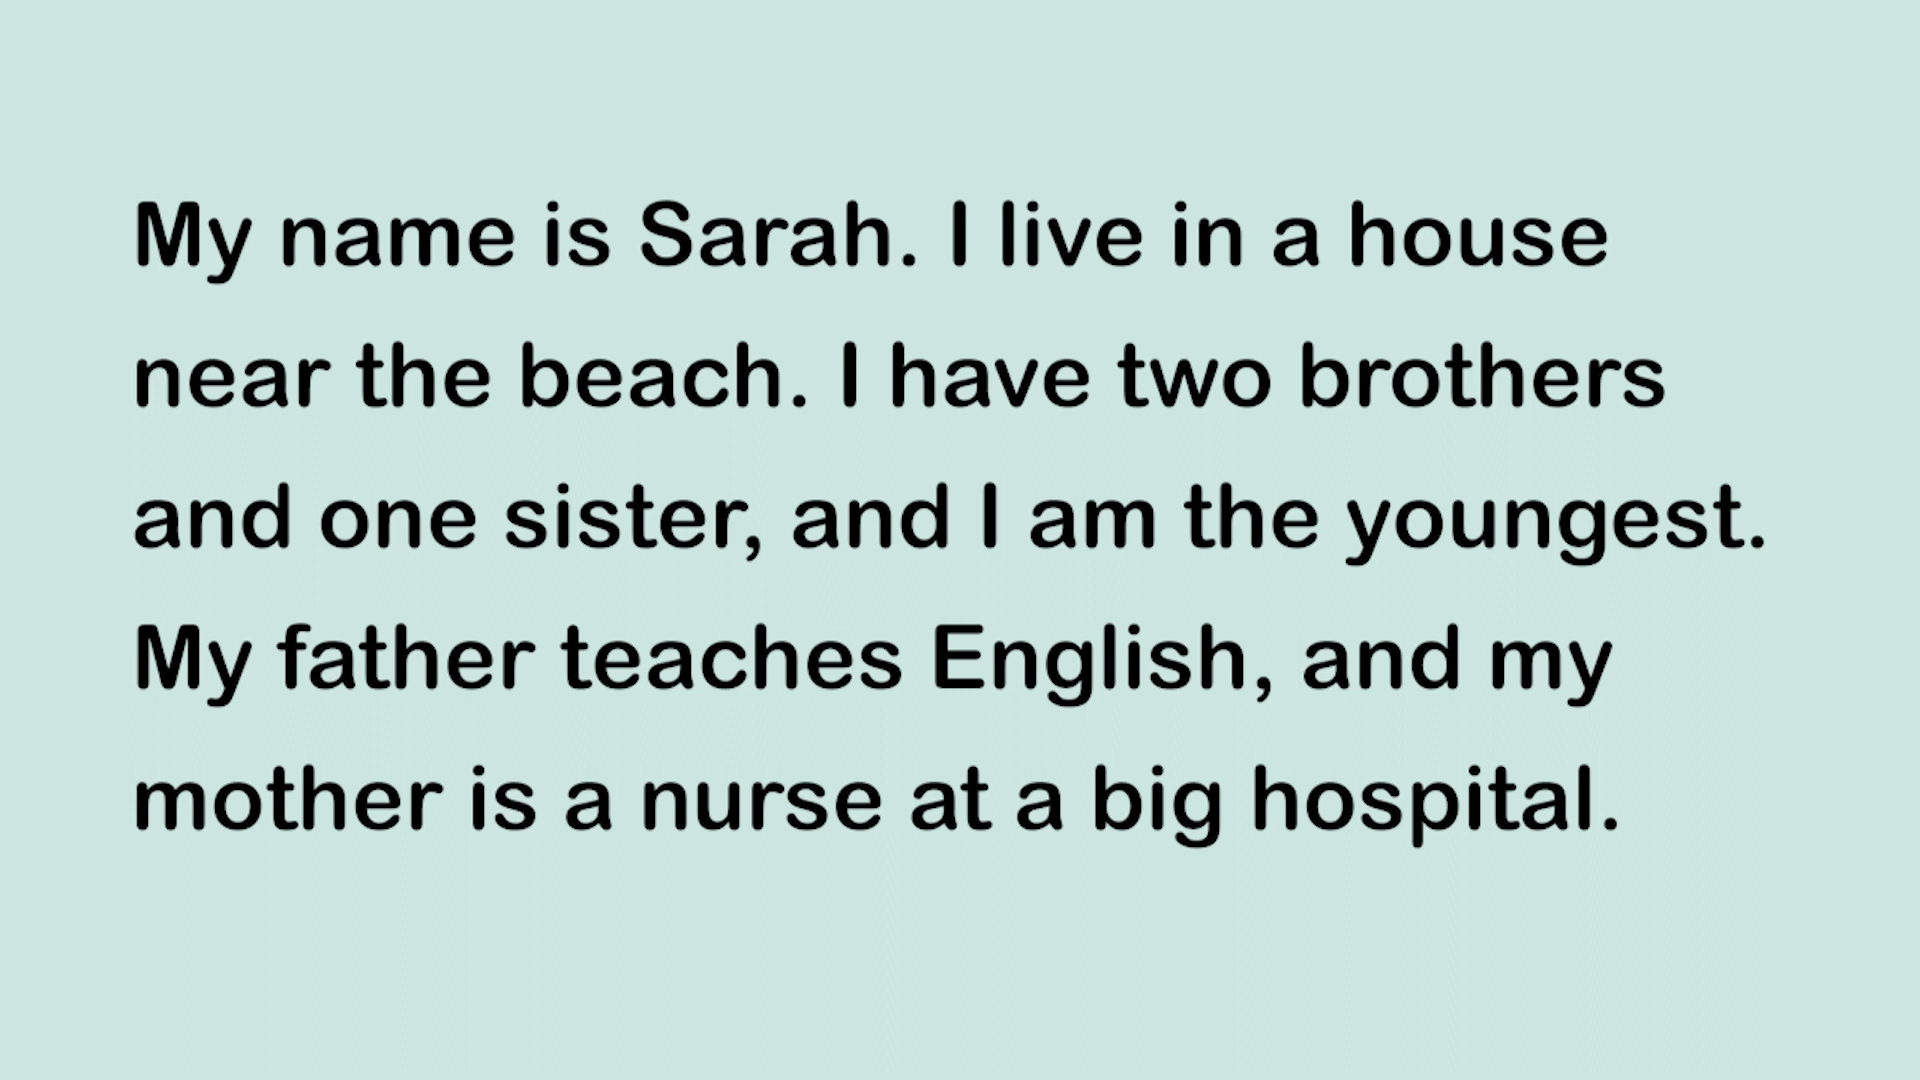 My name is Sarah. I live in a house
near the beach. I have two brothers
and one sister, and I am the youngest.
My father teaches English, and my
mother is a nurse at a big hospital.